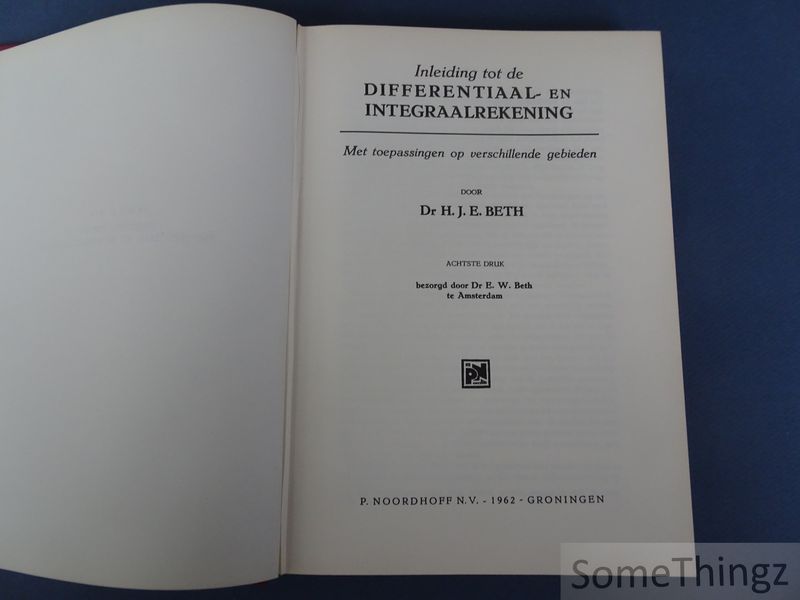 Inleiding tot de
DIFFERENTIAAL- EN
INTEGRAALREKENING
Met toepassingen op verschillende gebieden
DOOR
Dr H. J. E. BETH
ACHTSTE DRUK
bezorgd door Dr E. W. Beth
te Amsterdam
P. NOORDHOFF N.V. - 1962 - GRONINGEN
SomeThingz